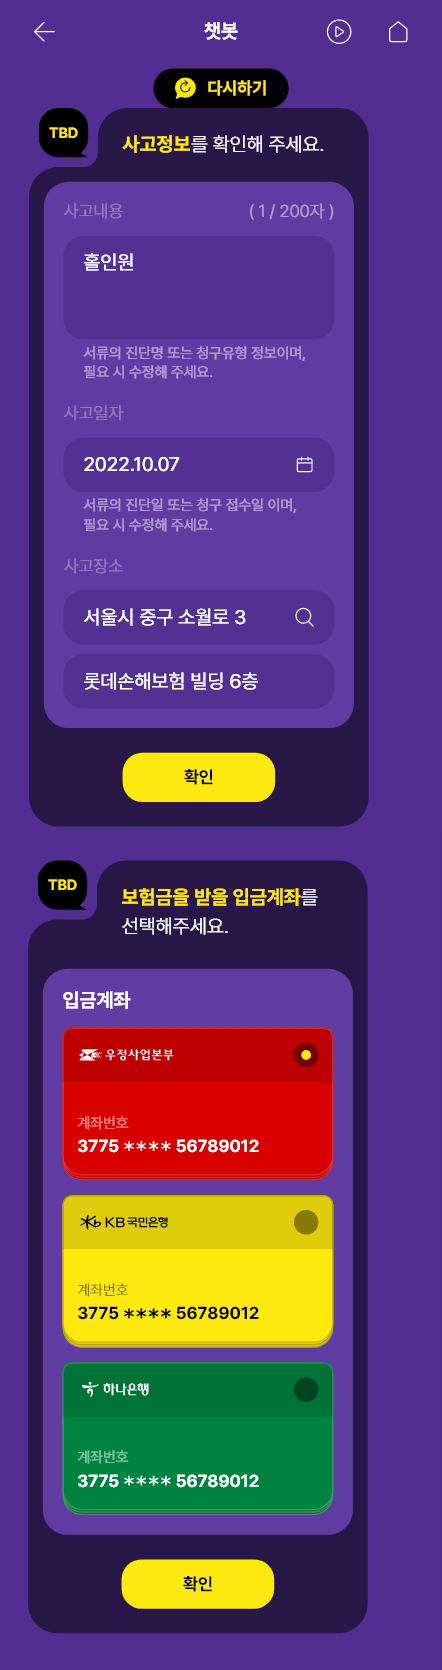 챗봇
다시하기
TBD
사고정보를 확인해 주세요.
사고내용
( 1 / 200자 )
홀인원
서류의 진단명 또는 청구유형 정보이며,
필요 시 수정해 주세요.
사고일자
2022.10.07
서류의 진단일 또는 청구 접수일 이며,
필요 시 수정해 주세요.
사고장소
서울시 중구 소월로 3
롯데손해보험 빌딩 6층
확인
TBD
보험금을 받을 입금계좌를
선택해주세요.
입금계좌
우정사업본부
계좌번호
3775 **** 56789012
KB 국민은행
계좌번호
3775 **** 56789012
하나은행
계좌번호
3775 **** 56789012
확인